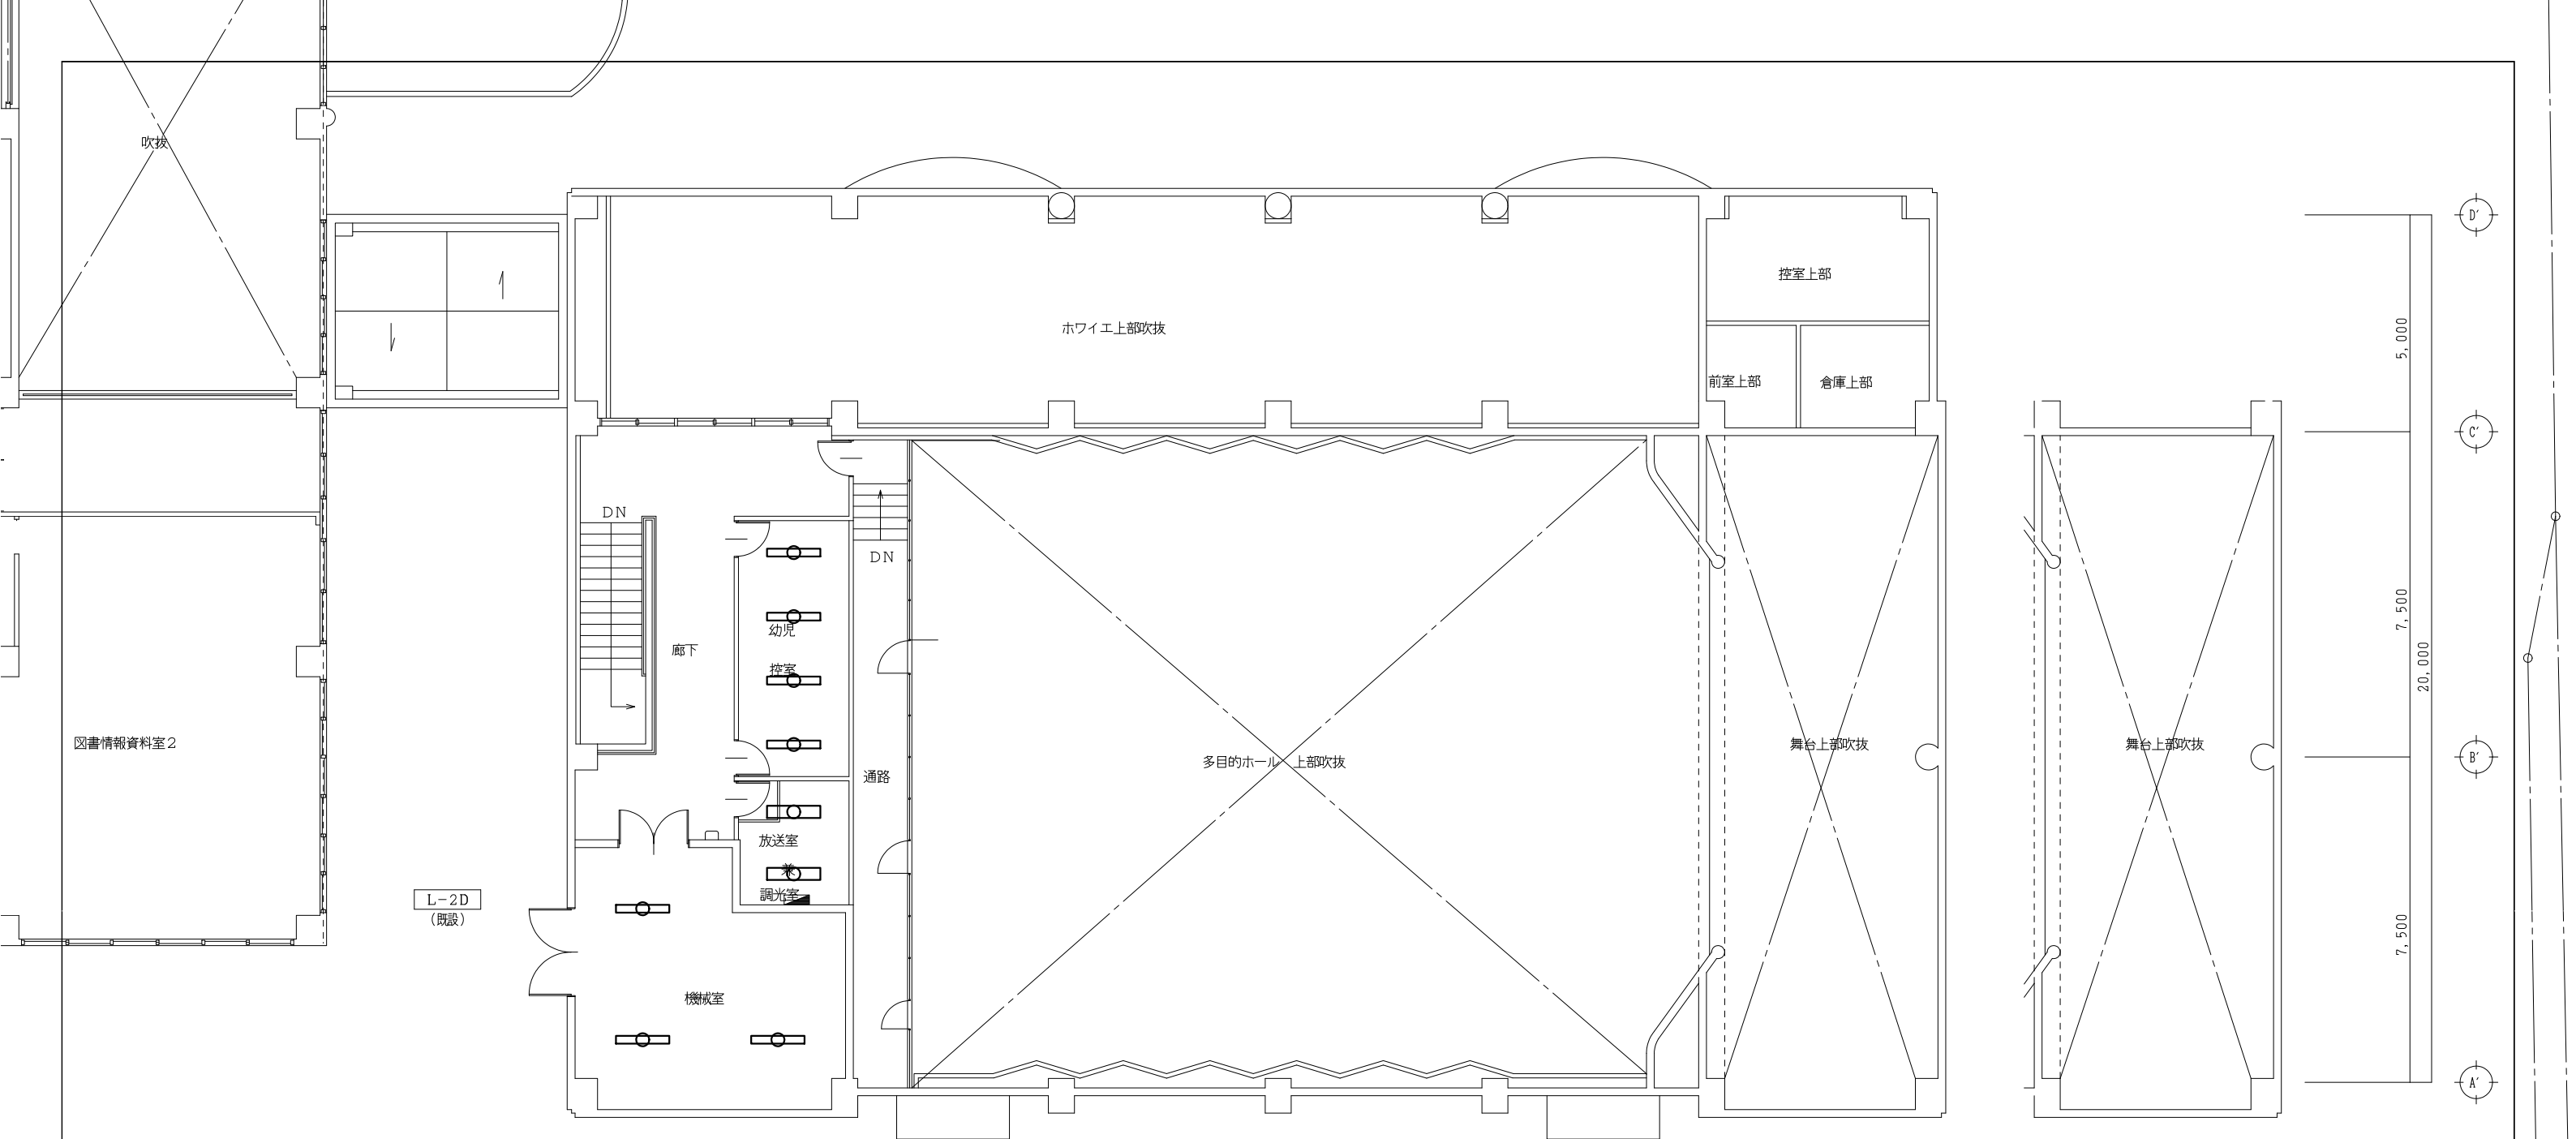 吹抜
D'
控室上部
ホワイエ上部吹抜
5,000
前室上部
倉庫上部
C'
DN
DN
幼児
控室
廊下
7,500
20,000
図書情報資料室2
多目的ホール 上部吹抜
舞台上部吹抜
舞台上部吹抜
B'
通路
放送室
兼
調光室
L-2D
(既設)
7,500
機械室
A'